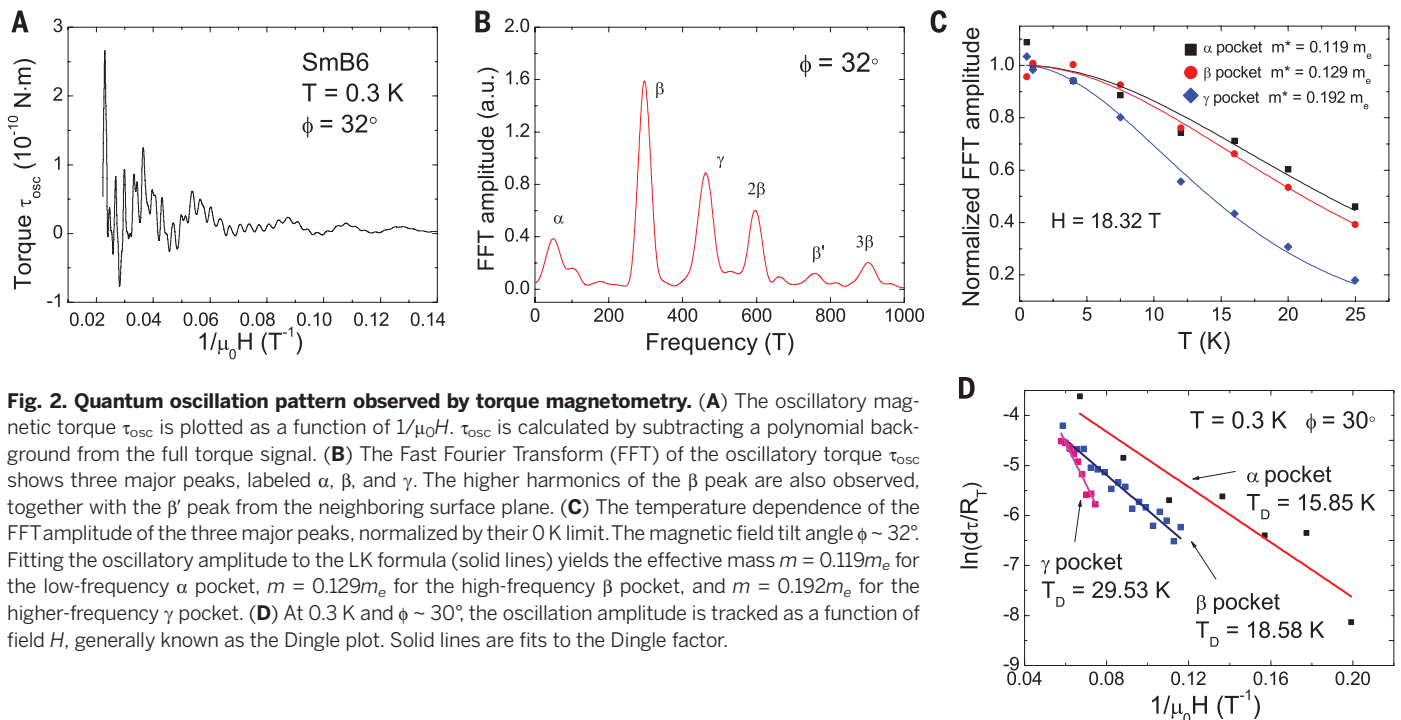 A
3
2
1
0
-1
0.02
0.04
0.06
0.08
0.10
0.12
0.14
Torque τosc (10-10 N·m)
1/μ0H (T-1)
SmB6
T = 0.3 K
ϕ = 32°
B
2.0
1.6
1.2
0.8
0.4
0.0
0
200
400
600
800
1000
FFT amplitude (a.u.)
Frequency (T)
ϕ = 32°
α
β
γ
2β
β'
3β
C
1.0
0.8
0.6
0.4
0.2
0
5
10
15
20
25
Normalized FFT amplitude
T (K)
α pocket m* = 0.119 me
β pocket m* = 0.129 me
γ pocket m* = 0.192 me
H = 18.32 T
Fig. 2. Quantum oscillation pattern observed by torque magnetometry. (A) The oscillatory mag-
netic torque τosc is plotted as a function of 1/μ0H. τosc is calculated by subtracting a polynomial back-
ground from the full torque signal. (B) The Fast Fourier Transform (FFT) of the oscillatory torque τosc
shows three major peaks, labeled α, β, and γ. The higher harmonics of the β peak are also observed,
together with the β′ peak from the neighboring surface plane. (C) The temperature dependence of the
FFT amplitude of the three major peaks, normalized by their 0 K limit. The magnetic field tilt angle ϕ ~ 32°.
Fitting the oscillatory amplitude to the LK formula (solid lines) yields the effective mass m = 0.119me for
the low-frequency α pocket, m = 0.129me for the high-frequency β pocket, and m = 0.192me for the
higher-frequency γ pocket. (D) At 0.3 K and ϕ ~ 30°, the oscillation amplitude is tracked as a function of
field H, generally known as the Dingle plot. Solid lines are fits to the Dingle factor.
D
-4
-5
-6
-7
-8
-9
0.04
0.08
0.12
0.16
0.20
ln(dτ/RT)
1/μ0H (T-1)
T = 0.3 K ϕ = 30°
α pocket
TD = 15.85 K
γ pocket
TD = 29.53 K
β pocket
TD = 18.58 K